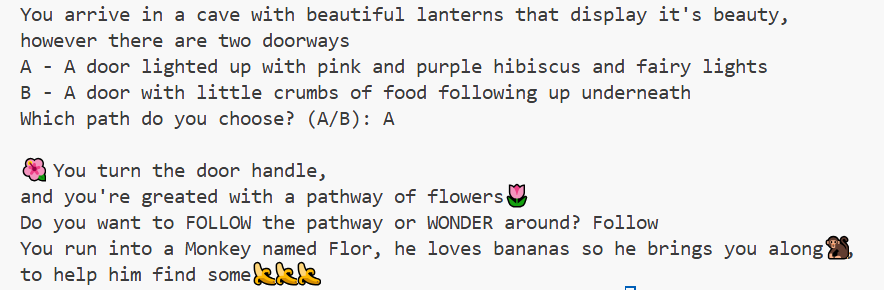 You arrive in a cave with beautiful lanterns that display it's beauty,
however there are two doorways
A - A door lighted up with pink and purple hibiscus and fairy lights
B - A door with little crumbs of food following up underneath
Which path do you choose? (A/B): A
🌺 You turn the door handle,
and you're greated with a pathway of flowers🌷
Do you want to FOLLOW the pathway or WONDER around? Follow
You run into a Monkey named Flor, he loves bananas so he brings you along🐒,
to help him find some🍌🍌🍌